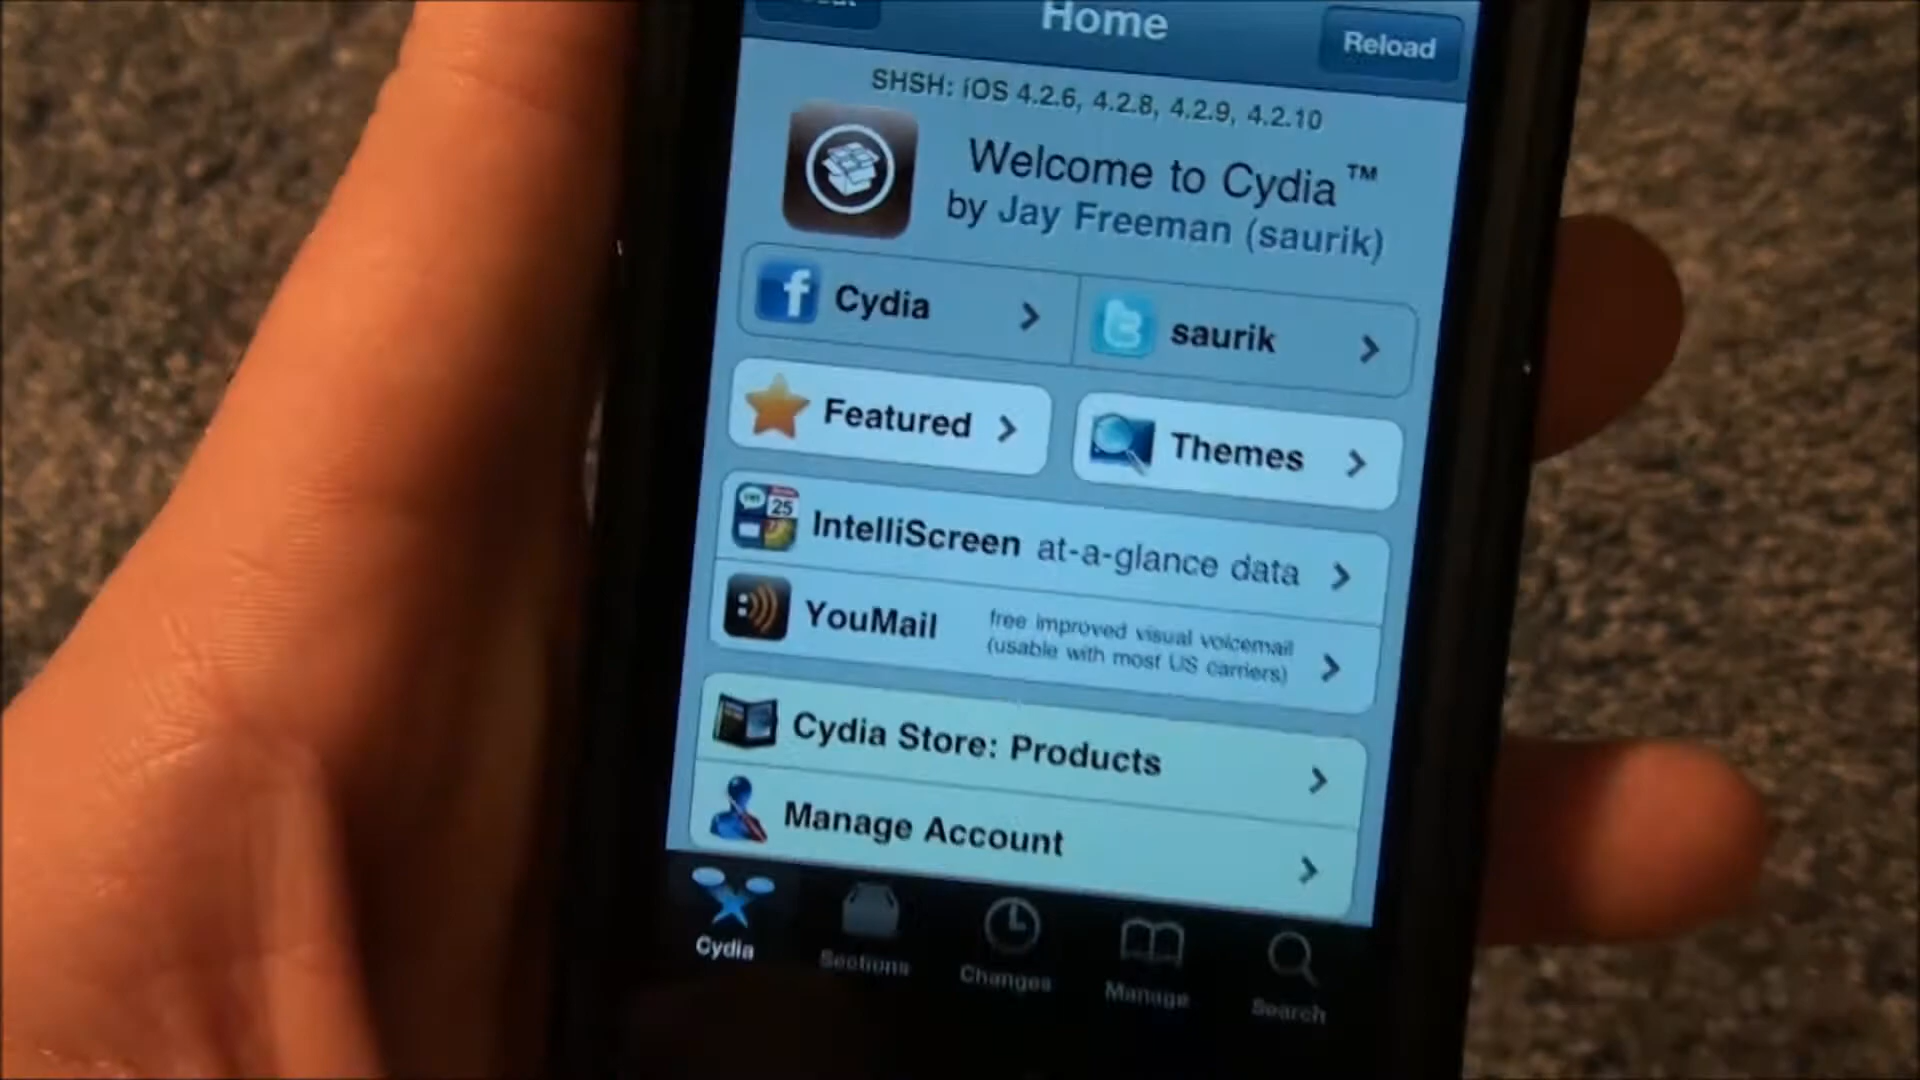 Home
Reload
SHSH: iOS 4.2.6, 4.2.8, 4.2.9, 4.2.10
Welcome to Cydia™
by Jay Freeman (saurik)
Cydia
saurik
Featured
Themes
25
IntelliScreen at-a-glance data
YouMail
free improved visual voicemail
(usable with most US carriers)
Cydia Store: Products
Manage Account
Cydia
Sections
Changes
Manage
Search